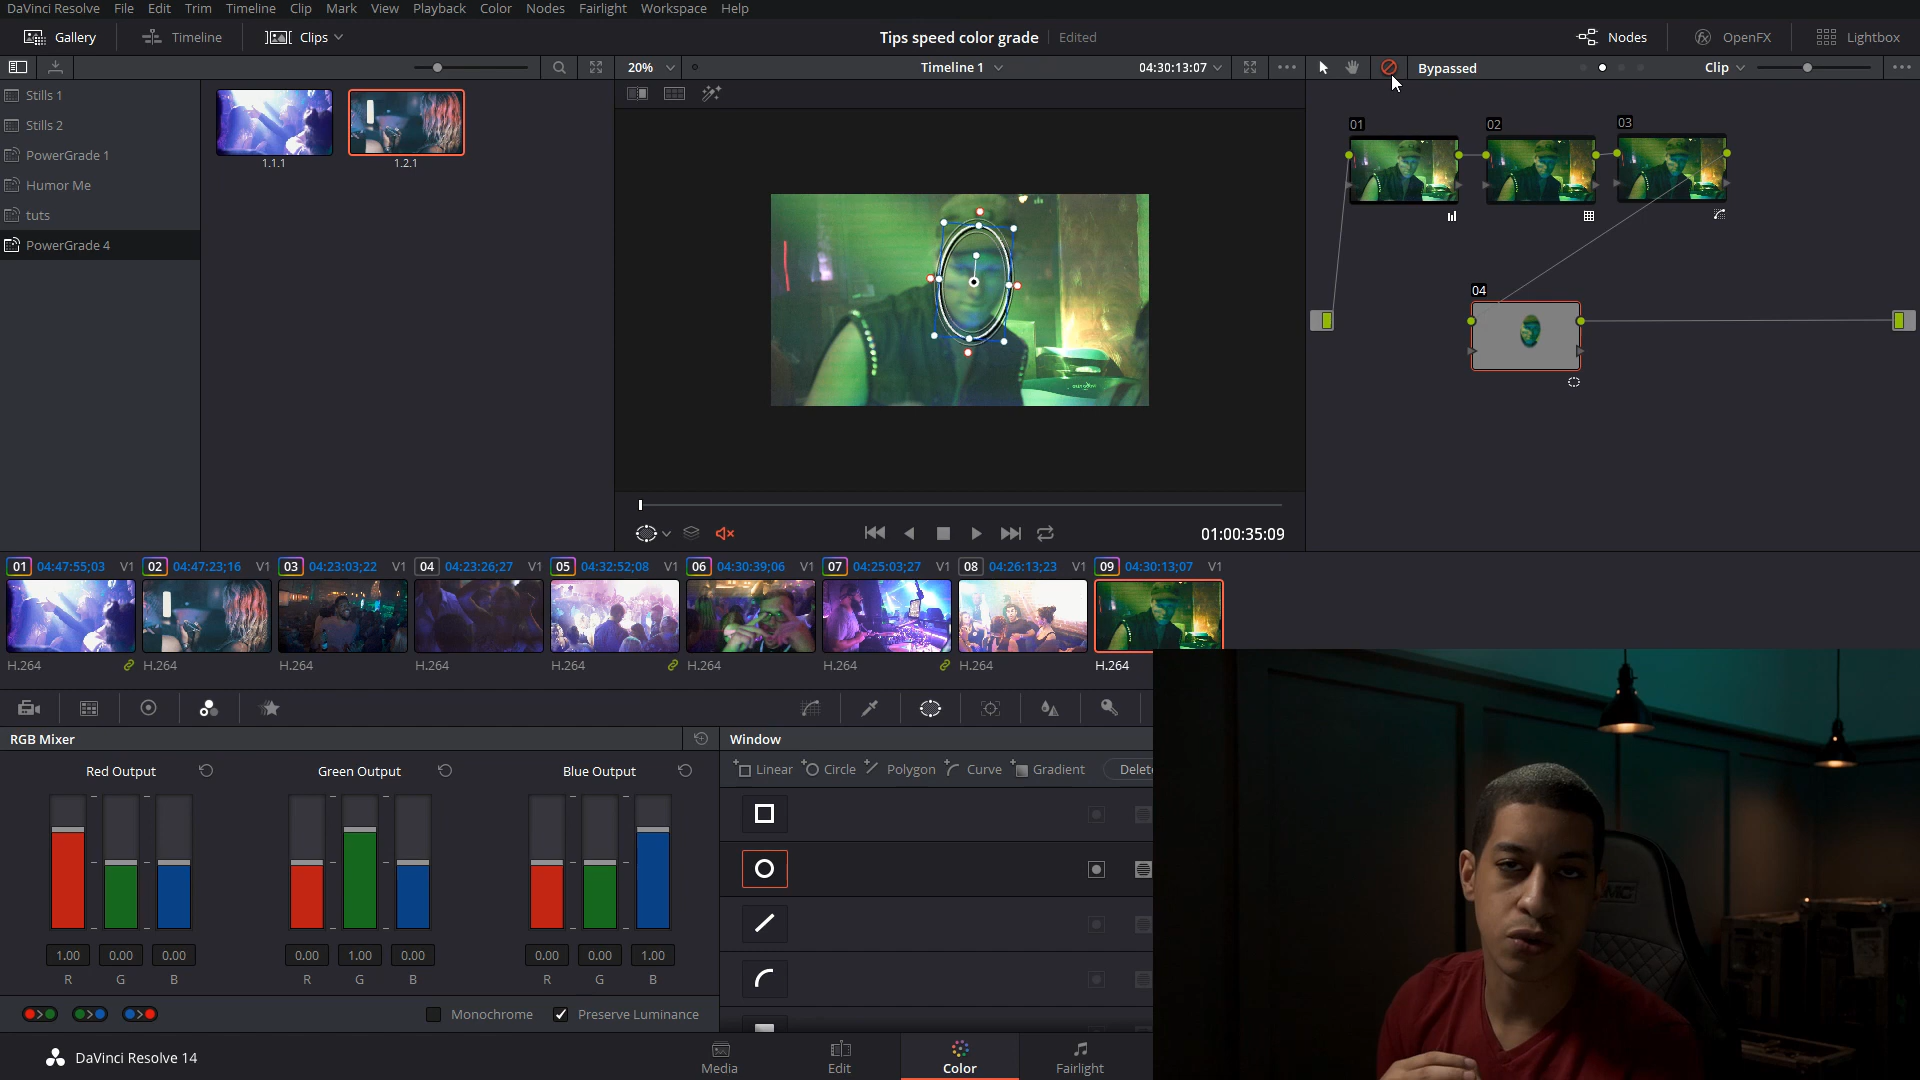 DaVinci Resolve File Edit Trim Timeline Clip Mark View Playback Color Nodes Fairlight Workspace Help
Gallery Timeline Clips Tips speed color grade Edited Nodes OpenFX Lightbox
20% Timeline 1 04:30:13:07 Bypassed Clip
Stills 1
Stills 2
PowerGrade 1
Humor Me
tuts
PowerGrade 4
1.1.1 1.2.1
01 02 03
04
01:00:35:09
01 04:47:55;03 V1 02 04:47:23;16 V1 03 04:23:03;22 V1 04 04:23:26;27 V1 05 04:32:52;08 V1 06 04:30:39;06 V1 07 04:25:03;27 V1 08 04:26:13;23 V1 09 04:30:13;07 V1
H.264 H.264 H.264 H.264 H.264 H.264 H.264 H.264 H.264
RGB Mixer Window
Red Output Green Output Blue Output Linear Circle Polygon Curve Gradient Delete
1.00 0.00 0.00 0.00 1.00 0.00 0.00 0.00 1.00
R G B R G B R G B
Monochrome Preserve Luminance
DaVinci Resolve 14 Media Edit Color Fairlight